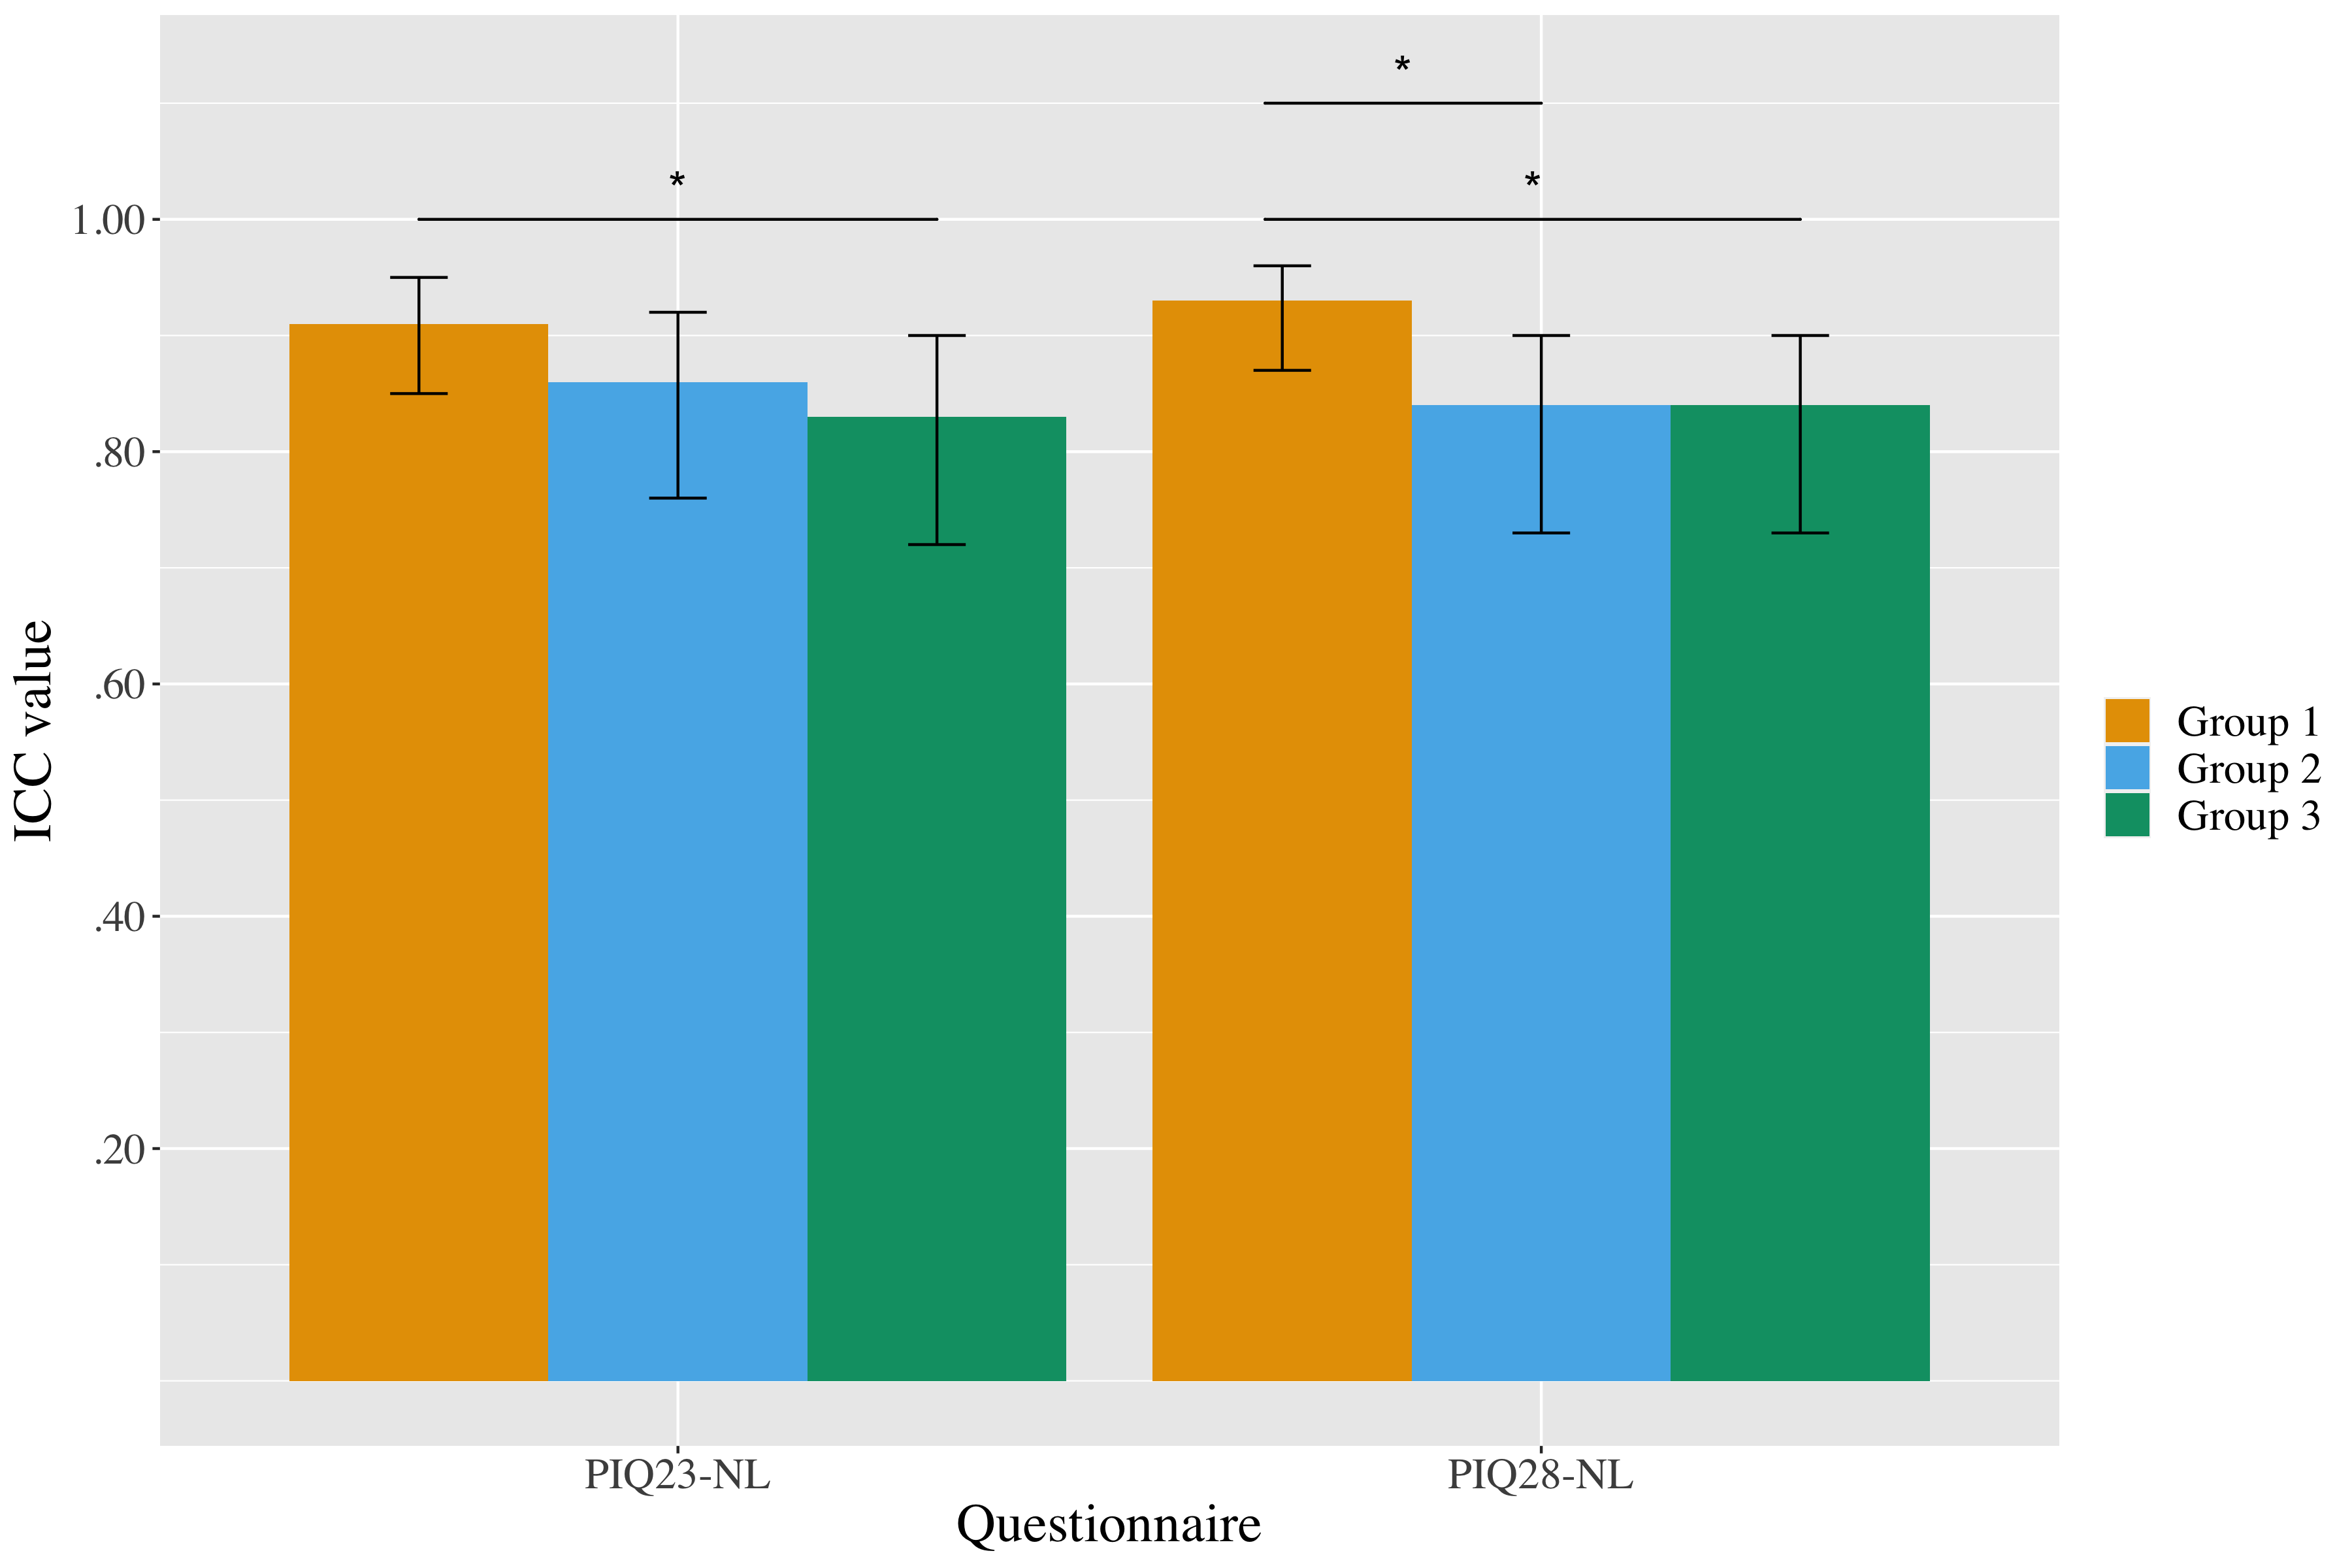 *
*
*
1.00
.80
.60
.40
.20
ICC value
PIQ23-NL
PIQ28-NL
Questionnaire
Group 1
Group 2
Group 3